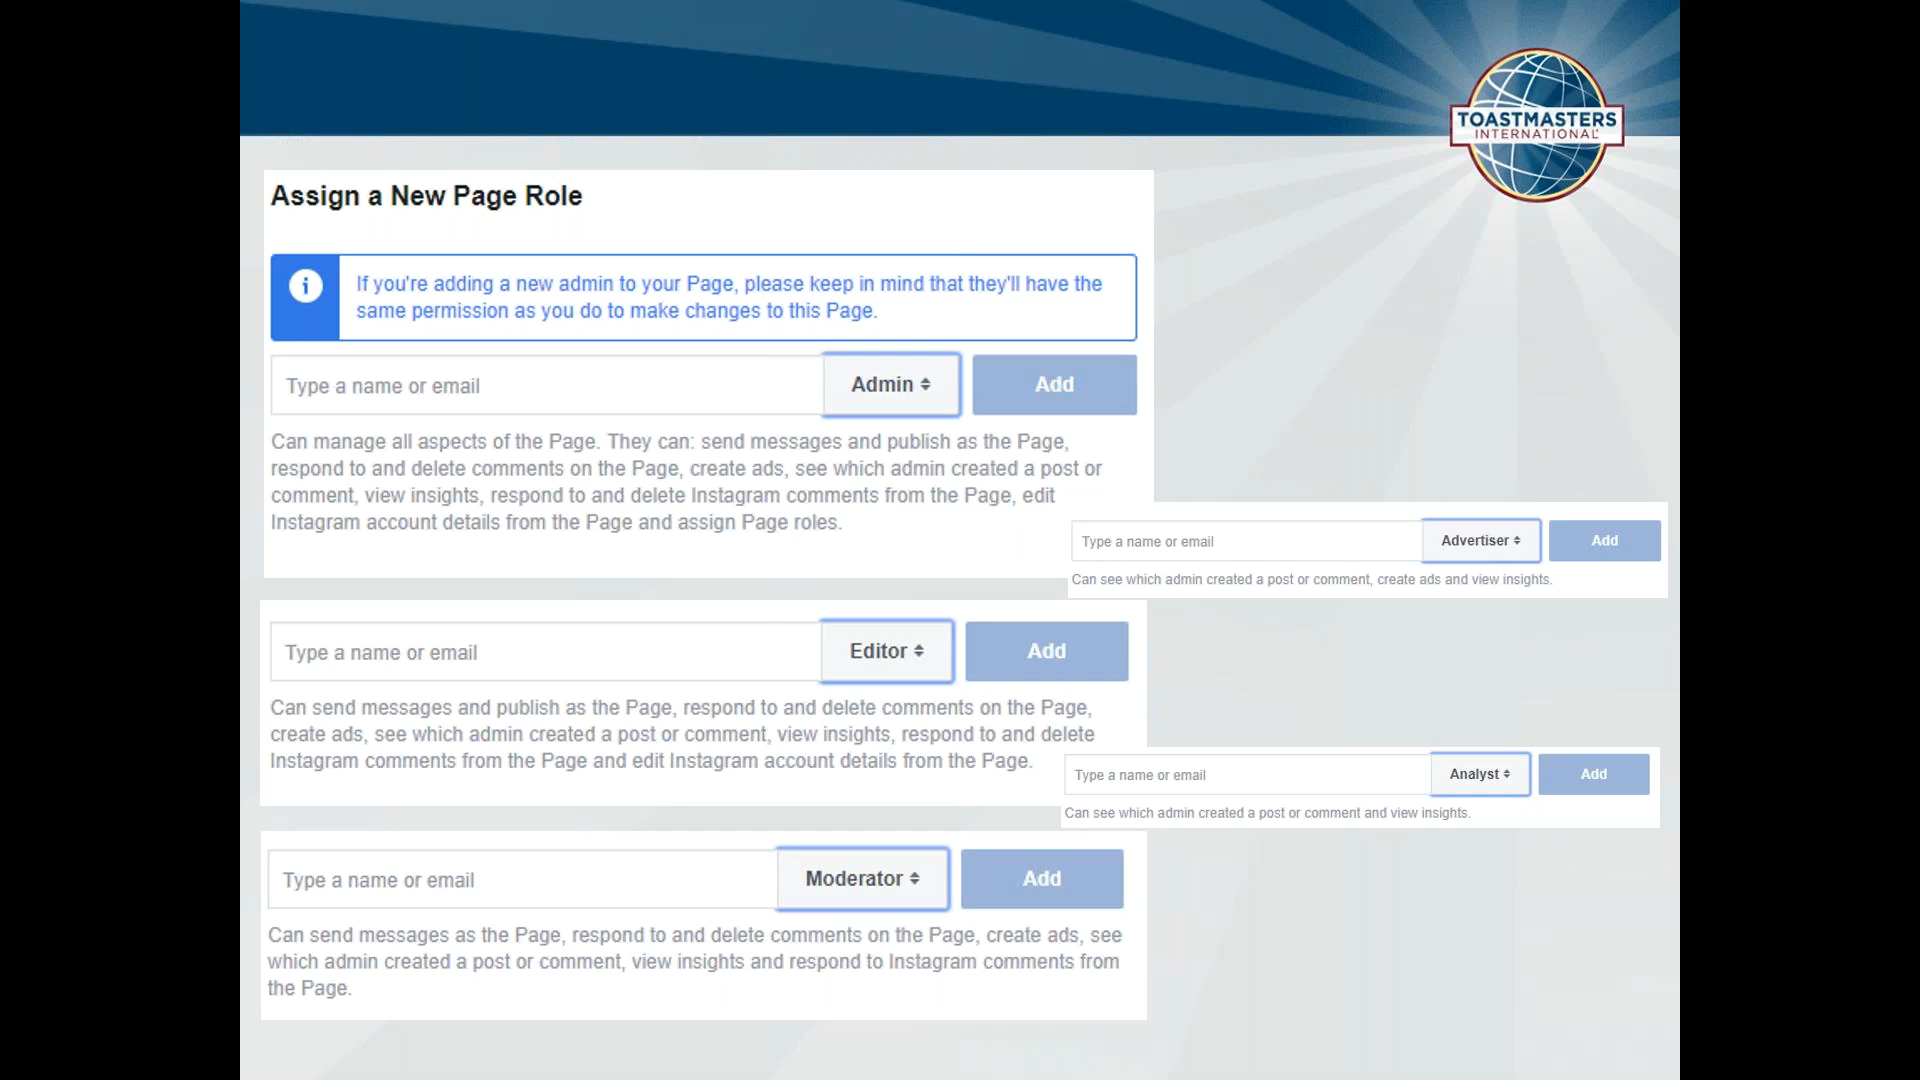 TOASTMASTERS
INTERNATIONAL
Assign a New Page Role
If you're adding a new admin to your Page, please keep in mind that they'll have the
same permission as you do to make changes to this Page.
Type a name or email Admin Add
Can manage all aspects of the Page. They can: send messages and publish as the Page,
respond to and delete comments on the Page, create ads, see which admin created a post or
comment, view insights, respond to and delete Instagram comments from the Page, edit
Instagram account details from the Page and assign Page roles.
Type a name or email Advertiser Add
Can see which admin created a post or comment, create ads and view insights.
Type a name or email Editor Add
Can send messages and publish as the Page, respond to and delete comments on the Page,
create ads, see which admin created a post or comment, view insights, respond to and delete
Instagram comments from the Page and edit Instagram account details from the Page.
Type a name or email Analyst Add
Can see which admin created a post or comment and view insights.
Type a name or email Moderator Add
Can send messages as the Page, respond to and delete comments on the Page, create ads, see
which admin created a post or comment, view insights and respond to Instagram comments from
the Page.